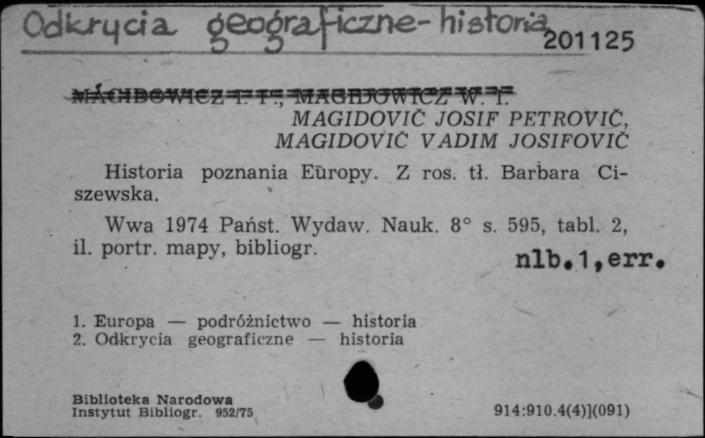 Odkrycia geograficzne-historia
201125
MAGIDOWICZ I. P., MAGIDOWICZ W. I.
MAGIDOVIČ JOSIF PETROVIČ,
MAGIDOVIČ VADIM JOSIFOVIČ
Historia poznania Europy. Z ros. tł. Barbara Ci-
szewska.
Wwa 1974 Państ. Wydaw. Nauk. 8° s. 595, tabl. 2,
il. portr. mapy, bibliogr.
nlb.1,err.
1. Europa — podróżnictwo — historia
2. Odkrycia geograficzne — historia
Biblioteka Narodowa
Instytut Bibliogr. 952/75
914:910.4(4)](091)